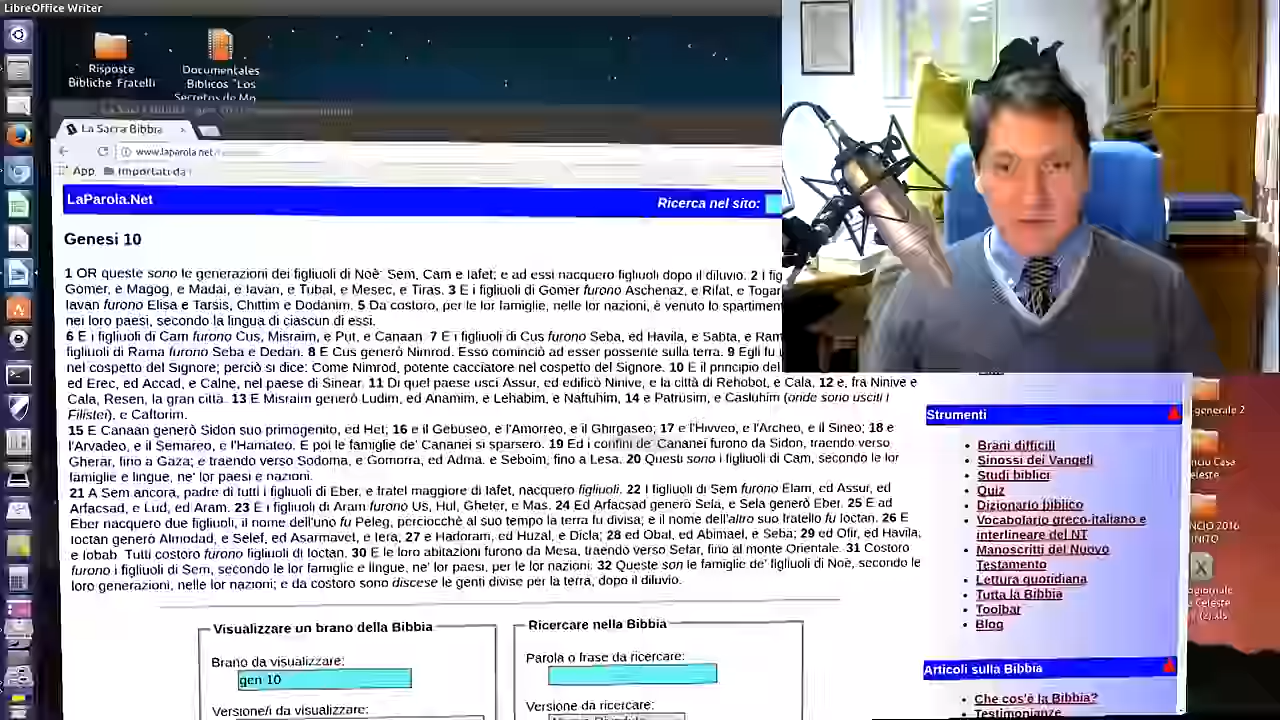 LibreOffice Writer
Risposte
Bibliche Fratelli
Documentales
Biblicos "Los
Secretos de Mo
La Sacra Bibbia
www.laparola.net
App
Importati da
LaParola.Net
Ricerca nel sito:
Genesi 10
1 OR queste sono le generazioni dei figliuoli di Noè: Sem, Cam e Iafet; e ad essi nacquero figliuoli dopo il diluvio. 2 I fig
Gomer, e Magog, e Madai, e Iavan, e Tubal, e Mesec, e Tiras. 3 E i figliuoli di Gomer furono Aschenaz, e Rifat, e Togar
Iavan furono Elisa e Tarsis, Chittim e Dodanim. 5 Da costoro, per le lor famiglie, nelle lor nazioni, è venuto lo spartimen
nei loro paesi, secondo la lingua di ciascun di essi.
6 E i figliuoli di Cam furono Cus, Misraim, e Put, e Canaan 7 E i figliuoli di Cus furono Seba, ed Havila, e Sabta, e Ram
figliuoli di Rama furono Seba e Dedan. 8 E Cus generò Nimrod. Esso cominciò ad esser possente sulla terra. 9 Egli fu
nel cospetto del Signore; perciò si dice: Come Nimrod, potente cacciatore nel cospetto del Signore. 10 E il principio del
ed Erec, ed Accad, e Calne, nel paese di Sinear. 11 Di quel paese uscì Assur, ed edificò Ninive, e la città di Rehobot, e Cala, 12 e, fra Ninive e
Cala, Resen, la gran città. 13 E Misraim generò Ludim, ed Anamim, e Lehabim, e Naftuhim, 14 e Patrusim, e Casluhim (onde sono usciti i
Filistei), e Caftorim.
15 E Canaan generò Sidon suo primogenito, ed Het; 16 e il Gebuseo, e l'Amorreo, e il Ghirgaseo; 17 e l'Hivveo, e l'Archeo, e il Sineo; 18 e
l'Arvadeo, e il Semareo, e l'Hamateo. E poi le famiglie de' Cananei si sparsero. 19 Ed i confini de' Cananei furono da Sidon, traendo verso
Gherar, fino a Gaza; e traendo verso Sodoma, e Gomorra, ed Adma. e Seboim, fino a Lesa. 20 Questi sono i figliuoli di Cam, secondo le lor
famiglie e lingue, ne' lor paesi e nazioni.
21 A Sem ancora, padre di tutti i figliuoli di Eber, e fratel maggiore di Iafet, nacquero figliuoli. 22 I figliuoli di Sem furono Elam, ed Assur, ed
Arfacsad, e Lud, ed Aram. 23 E i figliuoli di Aram furono Us, Hul, Gheter, e Mas. 24 Ed Arfacsad generò Sela, e Sela generò Eber. 25 E ad
Eber nacquero due figliuoli, il nome dell'uno fu Peleg, perciocchè al suo tempo la terra fu divisa; e il nome dell'altro suo fratello fu Ioctan. 26 E
Ioctan generò Almodad, e Selef, ed Asarmavet, e Iera, 27 e Hadoram, ed Huzal, e Dicla; 28 ed Obal, ed Abimael, e Seba; 29 ed Ofir, ed Havila,
e Iobab Tutti costoro furono figliuoli di Ioctan. 30 E le loro abitazioni furono da Mesa, traendo verso Sefar, fino al monte Orientale. 31 Costoro
furono i figliuoli di Sem, secondo le lor famiglie e lingue, ne' lor paesi, per le lor nazioni. 32 Queste son le famiglie de' figliuoli di Noè, secondo le
loro generazioni, nelle lor nazioni; e da costoro sono discese le genti divise per la terra, dopo il diluvio.
Visualizzare un brano della Bibbia
Brano da visualizzare:
gen 10
Versione/i da visualizzare:
Ricercare nella Bibbia
Parola o frase da ricercare:
Versione da ricercare:
Strumenti
Brani difficili
Sinossi dei Vangeli
Studi biblici
Quiz
Dizionario biblico
Vocabolario greco-italiano e
interlineare del NT
Manoscritti del Nuovo
Testamento
Lettura quotidiana
Tutta la Bibbia
Toolbar
Blog
Articoli sulla Bibbia
Che cos'è la Bibbia?
Testimonianze
generale 2
Casa
eleste
NCIO 2016
NITIR
giornale
Celeste
(2).xls